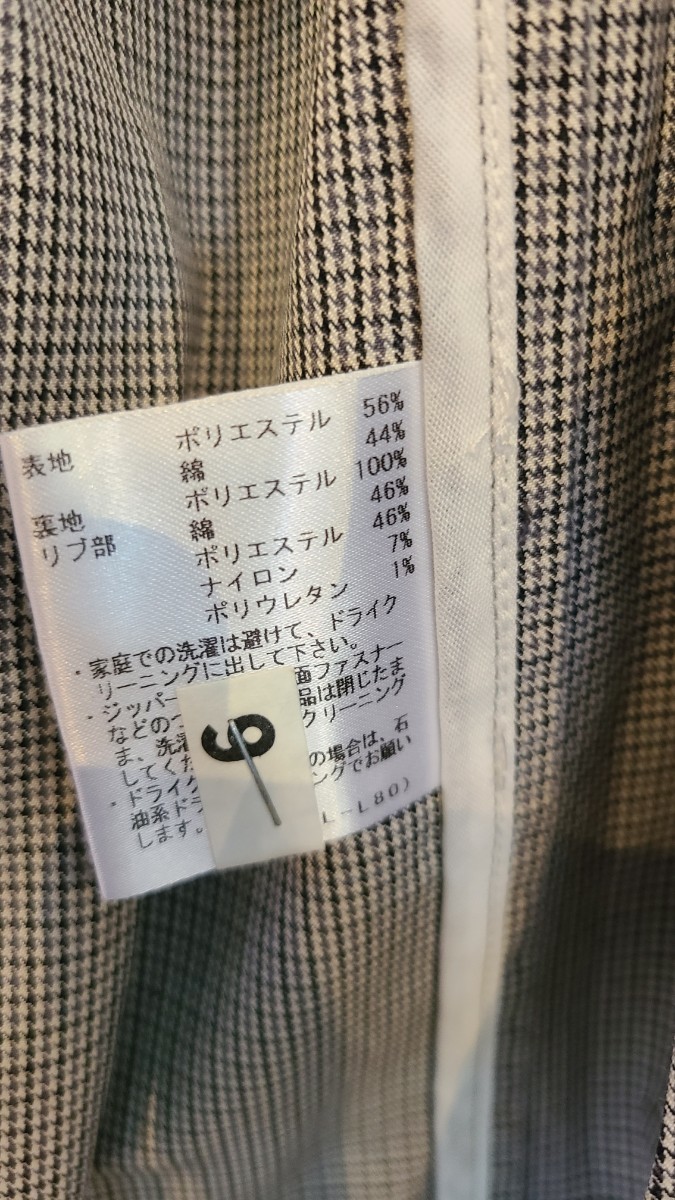 表地 ポリエステル 56%
綿 44%
裏地 ポリエステル 100%
リブ部 綿 46%
ポリエステル 46%
ナイロン 7%
ポリウレタン 1%
・家庭での洗濯は避けて、ドライク
リーニングに出して下さい。
・ジッパー 面ファスナー
などのつ 品は閉じたま
ま、洗濯 クリーニング
してくだ
・ドライク の場合は、石
油系ドラ ングでお願い
します。 L-L80)
6